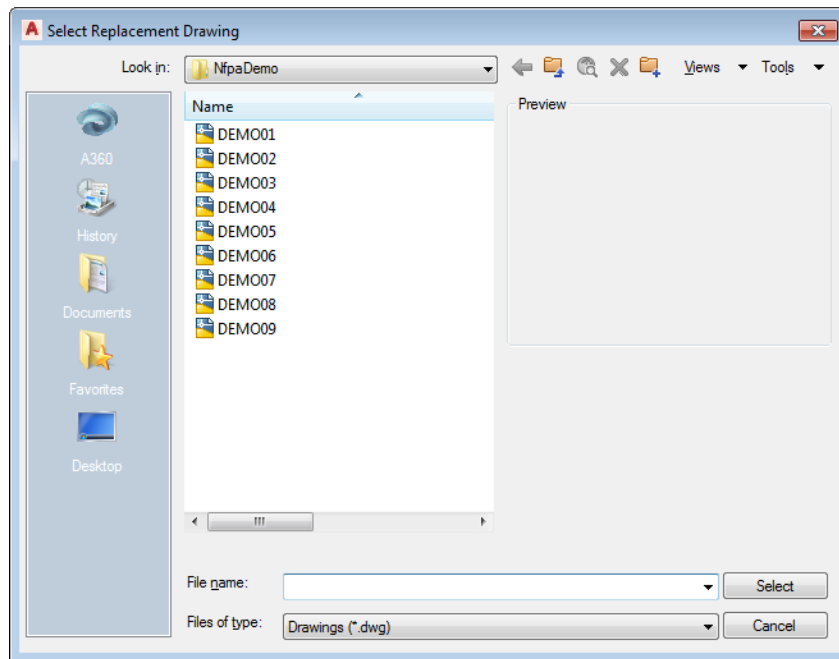 A Select Replacement Drawing
Look in: NfpaDemo Views Tools
Name
Preview
DEMO01
DEMO02
DEMO03
DEMO04
DEMO05
DEMO06
DEMO07
DEMO08
DEMO09
A360
History
Documents
Favorites
Desktop
File name: Select
Files of type: Drawings (*.dwg) Cancel